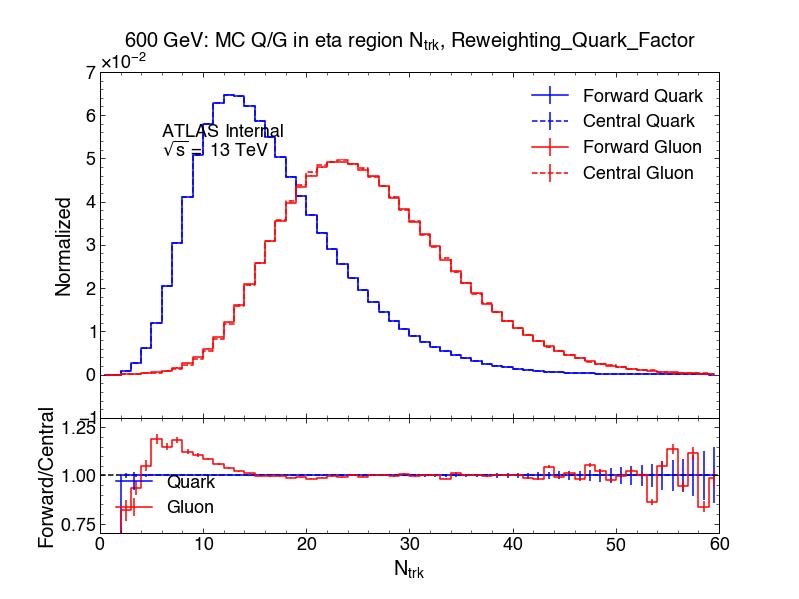 600 GeV: MC Q/G in eta region Ntrk, Reweighting_Quark_Factor
×10−2
7
6
5
4
3
2
1
0
−1
Normalized
ATLAS Internal
√s = 13 TeV
Forward Quark
Central Quark
Forward Gluon
Central Gluon
1.25
1.00
0.75
Forward/Central
Quark
Gluon
0 10 20 30 40 50 60
Ntrk